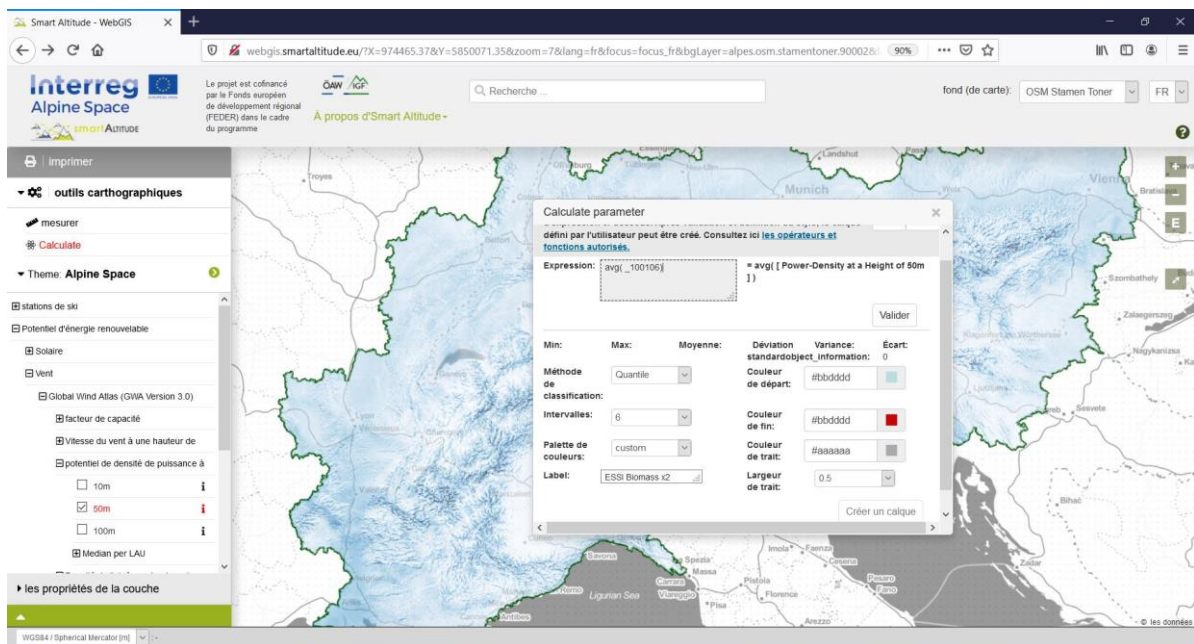 Smart Altitude - WebGIS
webgis.smartaltitude.eu/?X=974465.37&Y=5850071.35&zoom=7&lang=fr&focus=focus_fr&bgLayer=alpes.osm.stamentoner.90002
90%
Interreg
Alpine Space
smartALTITUDE
Le projet est cofinancé
par le Fonds européen
de développement régional
(FEDER) dans le cadre
du programme
ÖAW IGF
À propos d'Smart Altitude
Recherche ...
fond (de carte): OSM Stamen Toner
FR
imprimer
outils carthographiques
mesurer
Calculate
Theme: Alpine Space
stations de ski
Potentiel d'énergie renouvelable
Solaire
Vent
Global Wind Atlas (GWA Version 3.0)
facteur de capacité
Vitesse du vent à une hauteur de
potentiel de densité de puissance à
10m i
50m i
100m i
Median per LAU
les propriétés de la couche
WGS84 / Spherical Mercator [m]
Calculate parameter
défini par l'utilisateur peut être créé. Consultez ici les opérateurs et
fonctions autorisés.
Expression: avg( _100106) = avg( [ Power-Density at a Height of 50m
] )
Valider
Min: Max: Moyenne: Déviation Variance: Écart:
standardobject_information: 0
Méthode
de
classification: Quantile
Couleur
de départ: #bbdddd
Intervalles: 6
Couleur
de fin: #bbdddd
Palette de
couleurs: custom
Couleur
de trait: #aaaaaa
Label: ESSI Biomass x2
Largeur
de trait: 0.5
Créer un calque
Troyes
Landshut
Munich
Vienn
Bratisl
E
Szombathely
Zalaegerszeg
Nagykanizsa
Sesvete
Bihać
Zadar
Lyon
Savona
Spezia
Massa
Carrara
Viareggio
Pisa
Ligurian Sea
Antibes
Imola
Faenza
Cesena
Pistoia
Florence
Pesaro
Fano
Arezzo
© les données